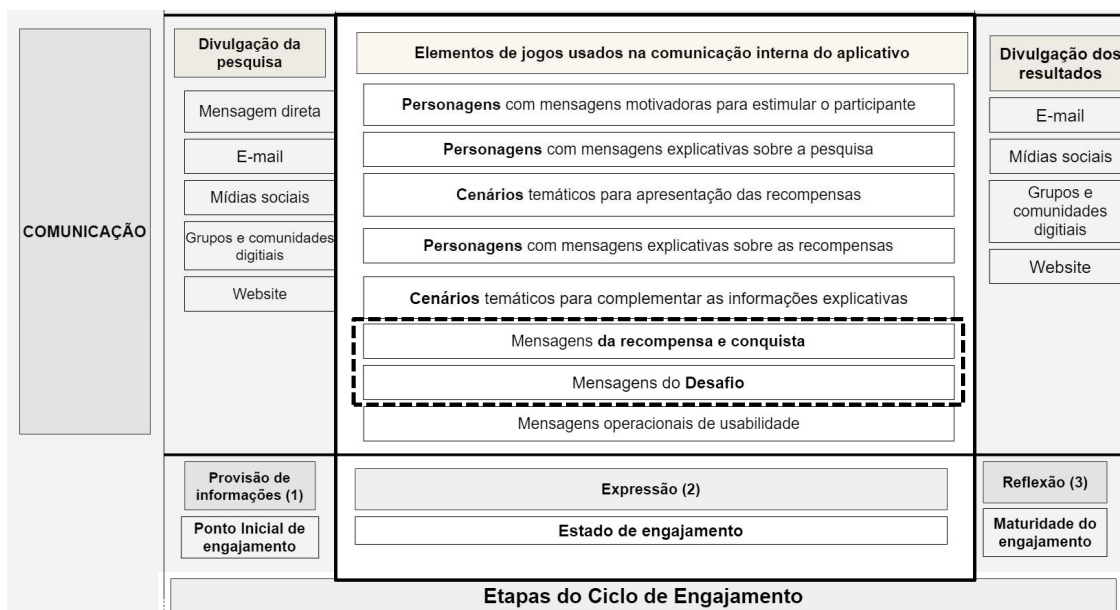 COMUNICAÇÃO
Divulgação da
pesquisa
Mensagem direta
E-mail
Mídias sociais
Grupos e comunidades
digitiais
Website
Elementos de jogos usados na comunicação interna do aplicativo
Personagens com mensagens motivadoras para estimular o participante
Personagens com mensagens explicativas sobre a pesquisa
Cenários temáticos para apresentação das recompensas
Personagens com mensagens explicativas sobre as recompensas
Cenários temáticos para complementar as informações explicativas
Mensagens da recompensa e conquista
Mensagens do Desafio
Mensagens operacionais de usabilidade
Divulgação dos
resultados
E-mail
Mídias sociais
Grupos e
comunidades
digitiais
Website
Provisão de
informações (1)
Expressão (2)
Reflexão (3)
Ponto Inicial de
engajamento
Estado de engajamento
Maturidade do
engajamento
Etapas do Ciclo de Engajamento